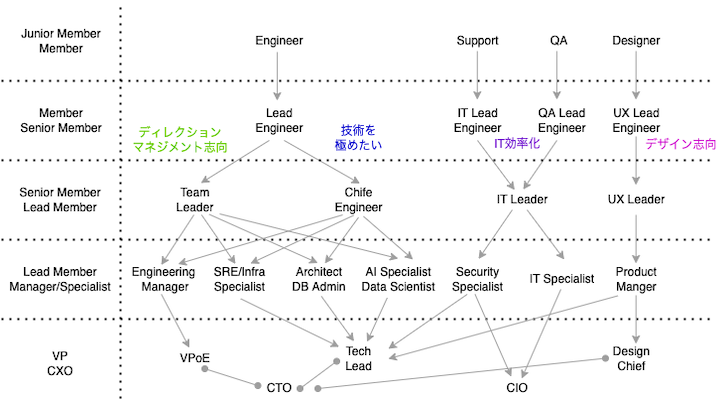 Junior Member
Member
Engineer
Support
QA
Designer
Member
Senior Member
Lead
Engineer
IT Lead
Engineer
QA Lead
Engineer
UX Lead
Engineer
ディレクション
マネジメント志向
技術を
極めたい
IT効率化
デザイン志向
Senior Member
Lead Member
Team
Leader
Chife
Engineer
IT Leader
UX Leader
Lead Member
Manager/Specialist
Engineering
Manager
SRE/Infra
Specialist
Architect
DB Admin
AI Specialist
Data Scientist
Security
Specialist
IT Specialist
Product
Manger
VP
CXO
VPoE
Tech
Lead
Design
Chief
CTO
CIO